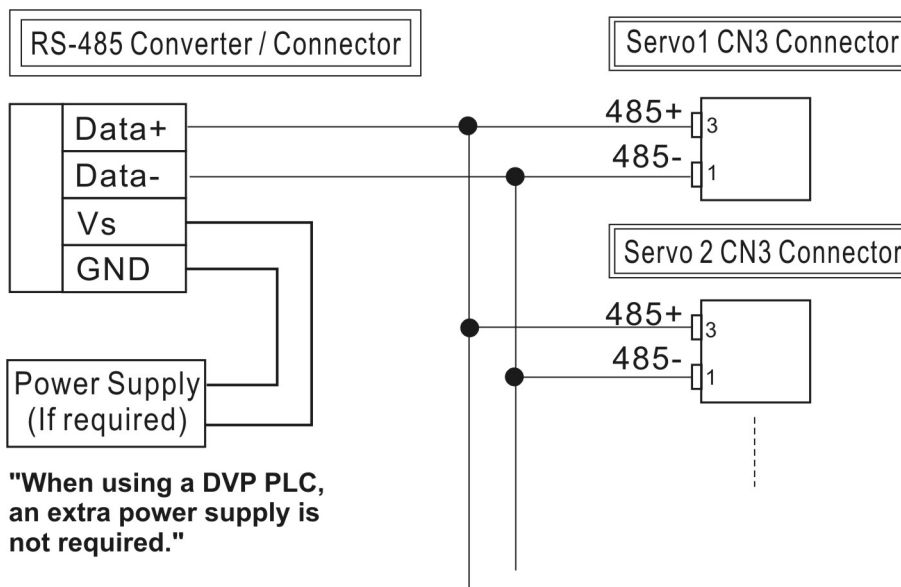 RS-485 Converter / Connector
Data+
Data-
Vs
GND
Power Supply
(If required)
"When using a DVP PLC,
an extra power supply is
not required."
Servo1 CN3 Connector
485+
3
485-
1
Servo 2 CN3 Connector
485+
3
485-
1